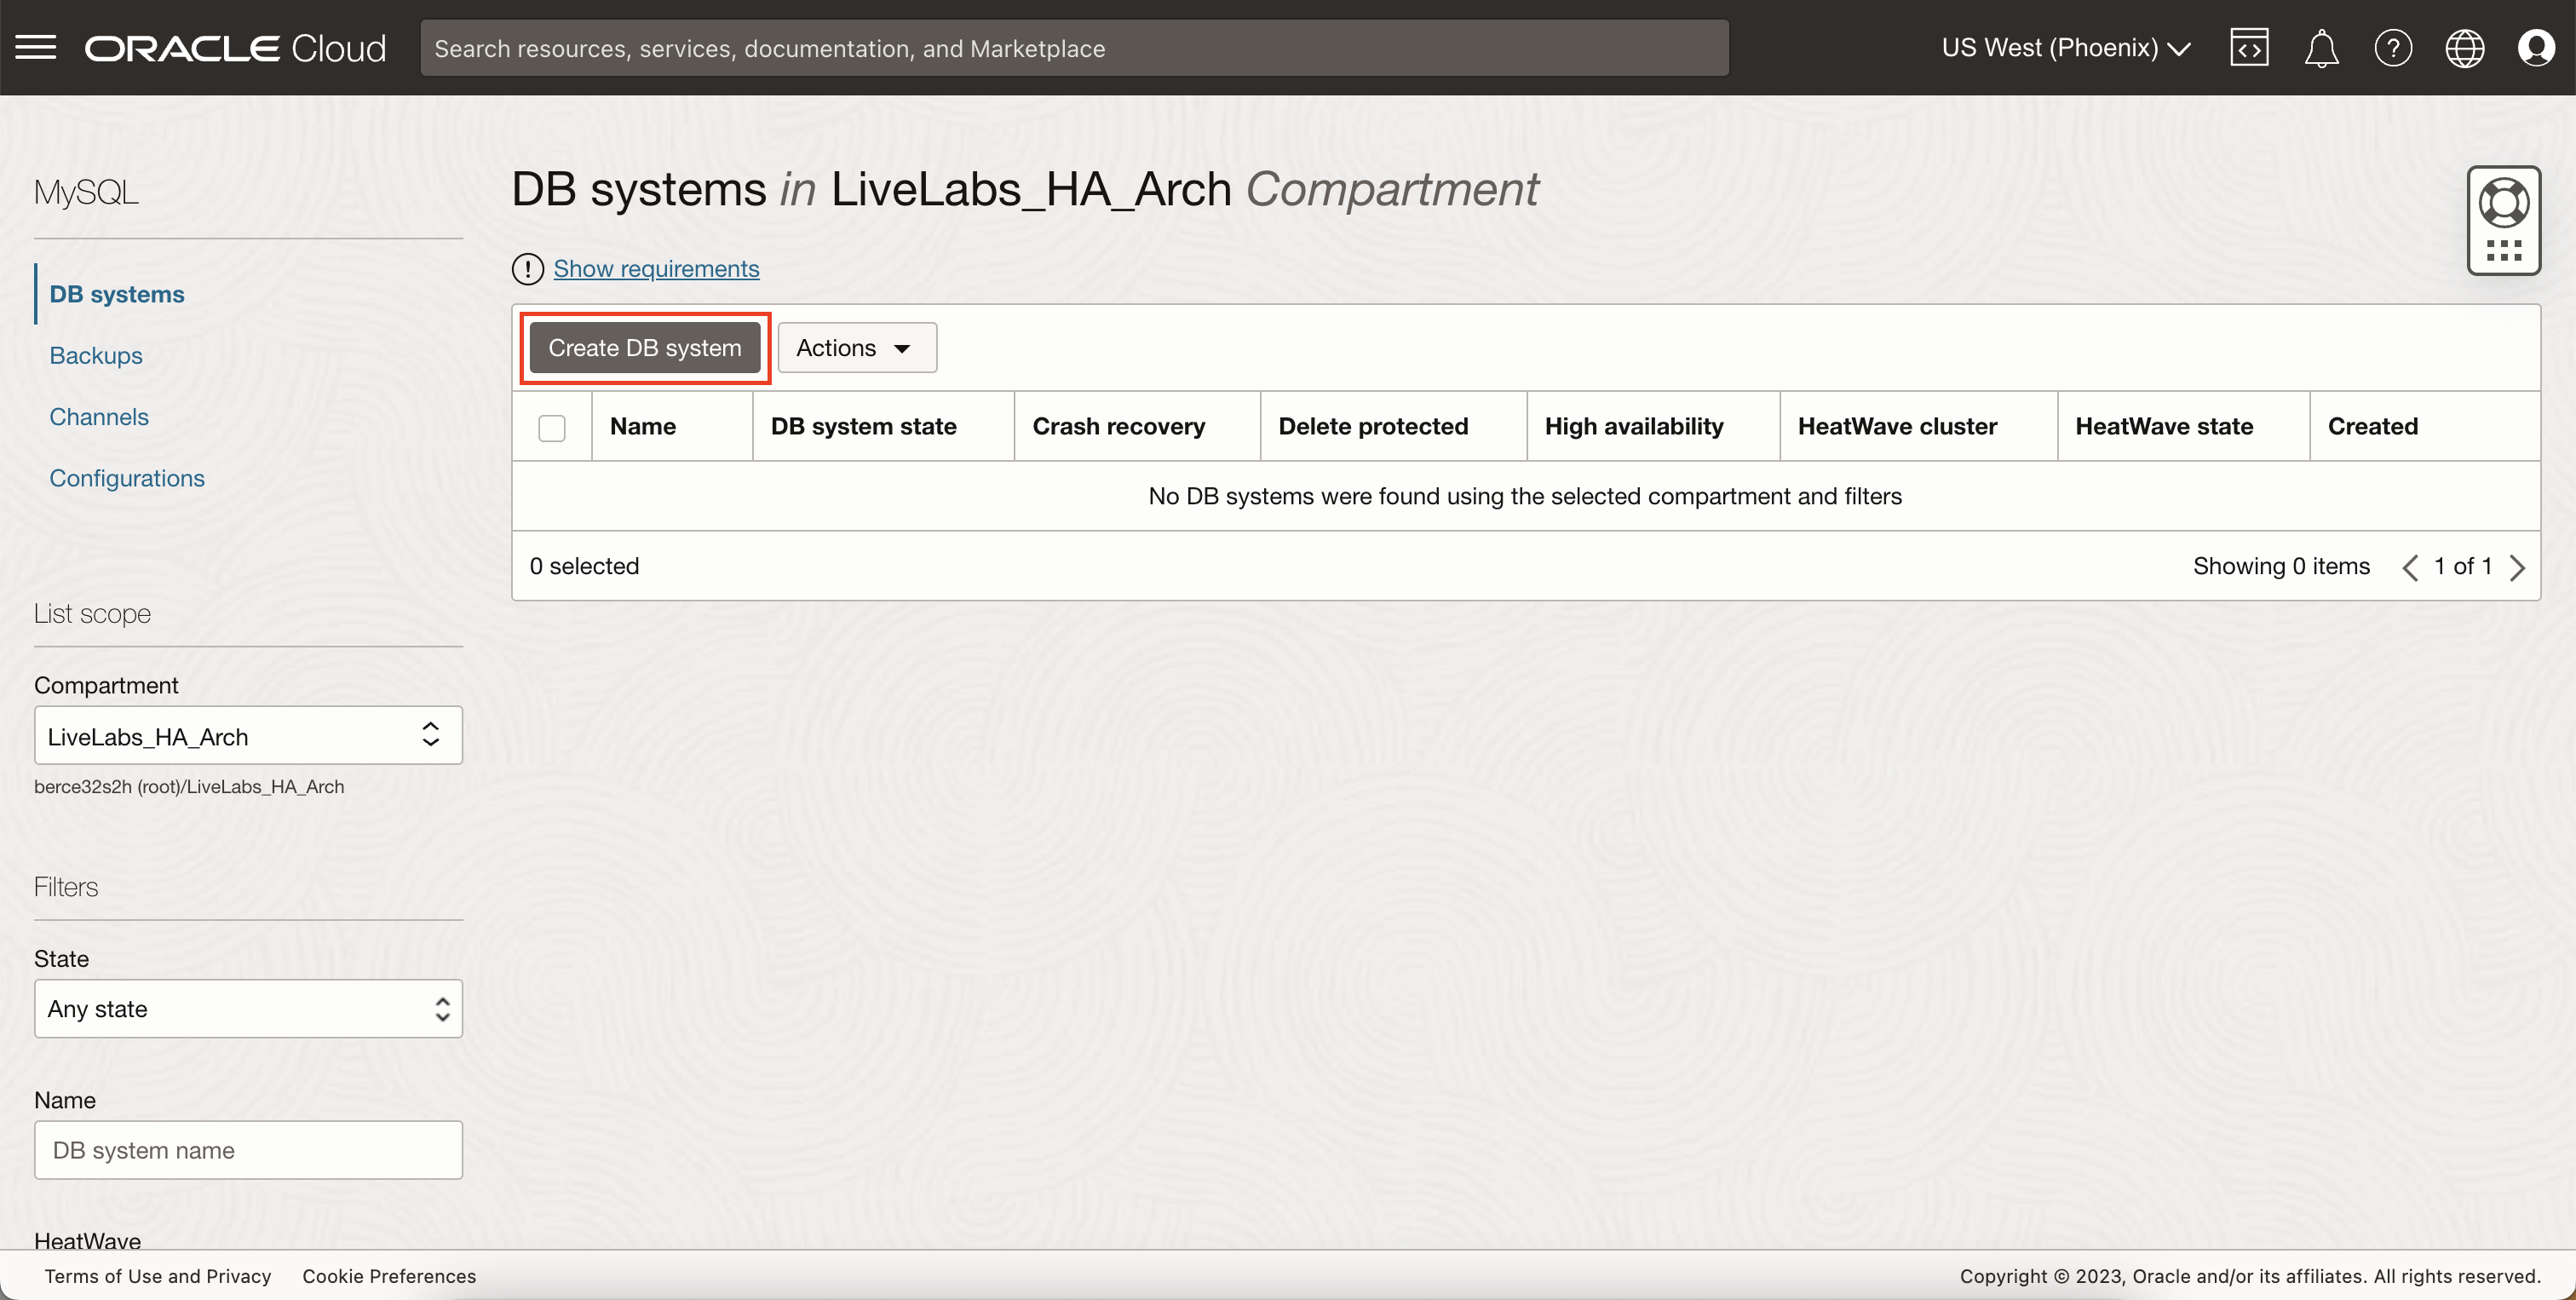 ORACLE Cloud
Search resources, services, documentation, and Marketplace
US West (Phoenix)
MySQL
DB systems
Backups
Channels
Configurations
List scope
Compartment
LiveLabs_HA_Arch
berce32s2h (root)/LiveLabs_HA_Arch
Filters
State
Any state
Name
DB system name
HeatWave
DB systems in LiveLabs_HA_Arch Compartment
Show requirements
Create DB system
Actions
Name DB system state Crash recovery Delete protected High availability HeatWave cluster HeatWave state Created
No DB systems were found using the selected compartment and filters
0 selected
Showing 0 items
1 of 1
Terms of Use and Privacy
Cookie Preferences
Copyright © 2023, Oracle and/or its affiliates. All rights reserved.